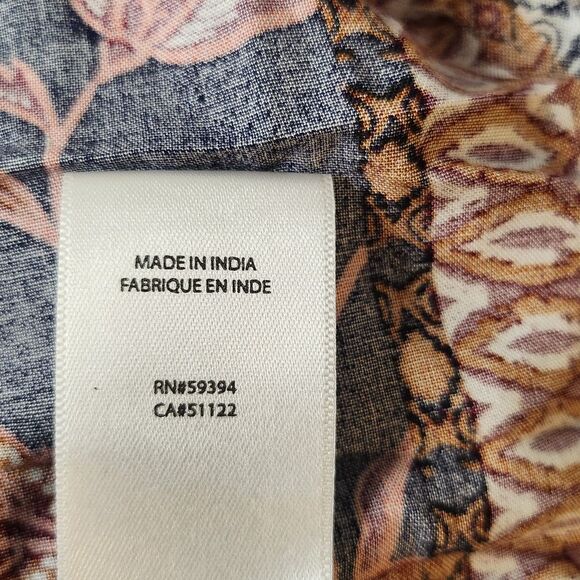 MADE IN INDIA
FABRIQUE EN INDE
RN#59394
CA#51122